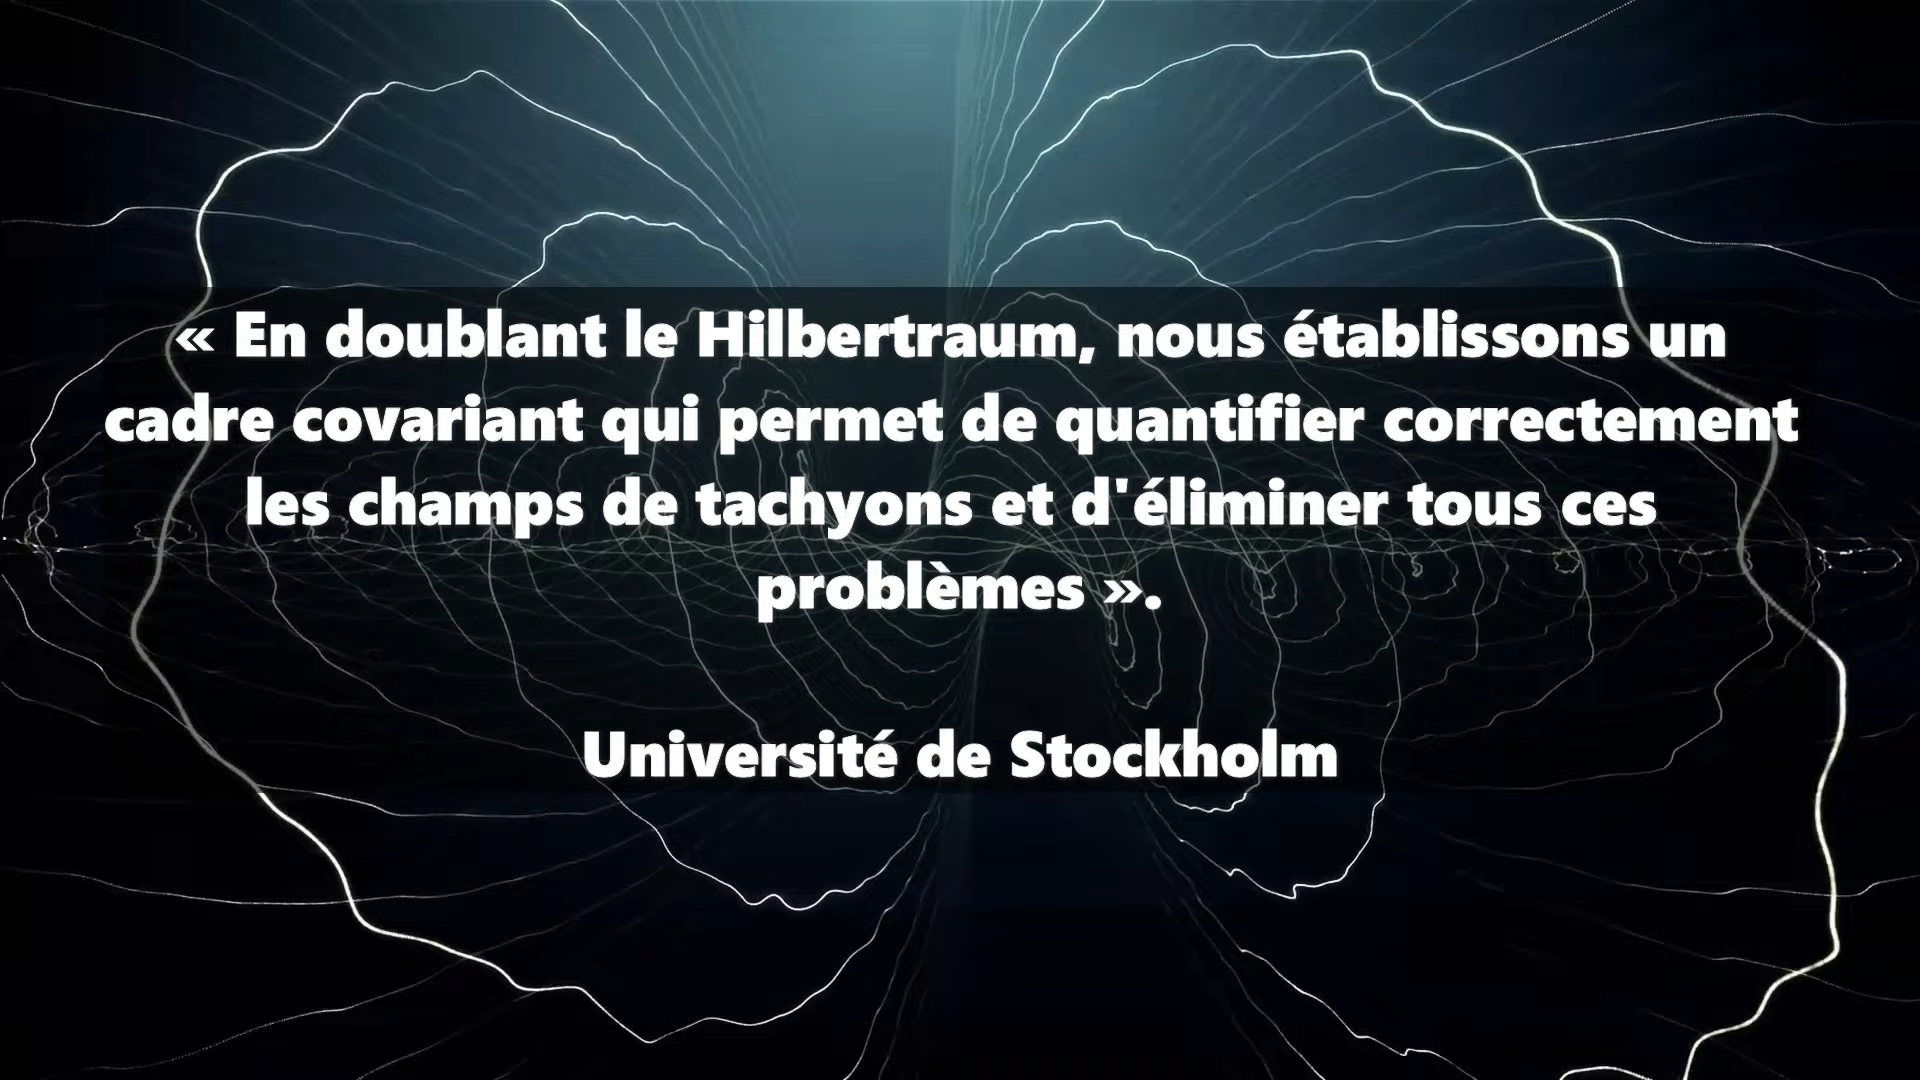 « En doublant le Hilbertraum, nous établissons un
cadre covariant qui permet de quantifier correctement
les champs de tachyons et d'éliminer tous ces
problèmes ».
Université de Stockholm